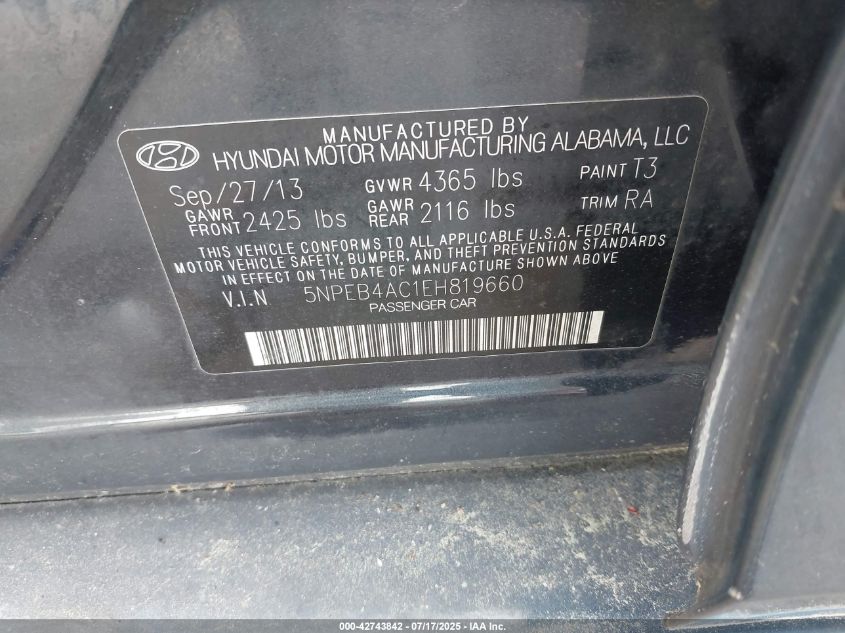 MANUFACTURED BY
HYUNDAI MOTOR MANUFACTURING ALABAMA, LLC
Sep/27/13 GVWR 4365 lbs PAINT T3
GAWR FRONT 2425 lbs GAWR REAR 2116 lbs TRIM RA
THIS VEHICLE CONFORMS TO ALL APPLICABLE U.S.A. FEDERAL
MOTOR VEHICLE SAFETY, BUMPER, AND THEFT PREVENTION STANDARDS
IN EFFECT ON THE DATE OF MANUFACTURE SHOWN ABOVE
V.I.N 5NPEB4AC1EH819660
PASSENGER CAR
000-42743842 - 07/17/2025 - IAA Inc.